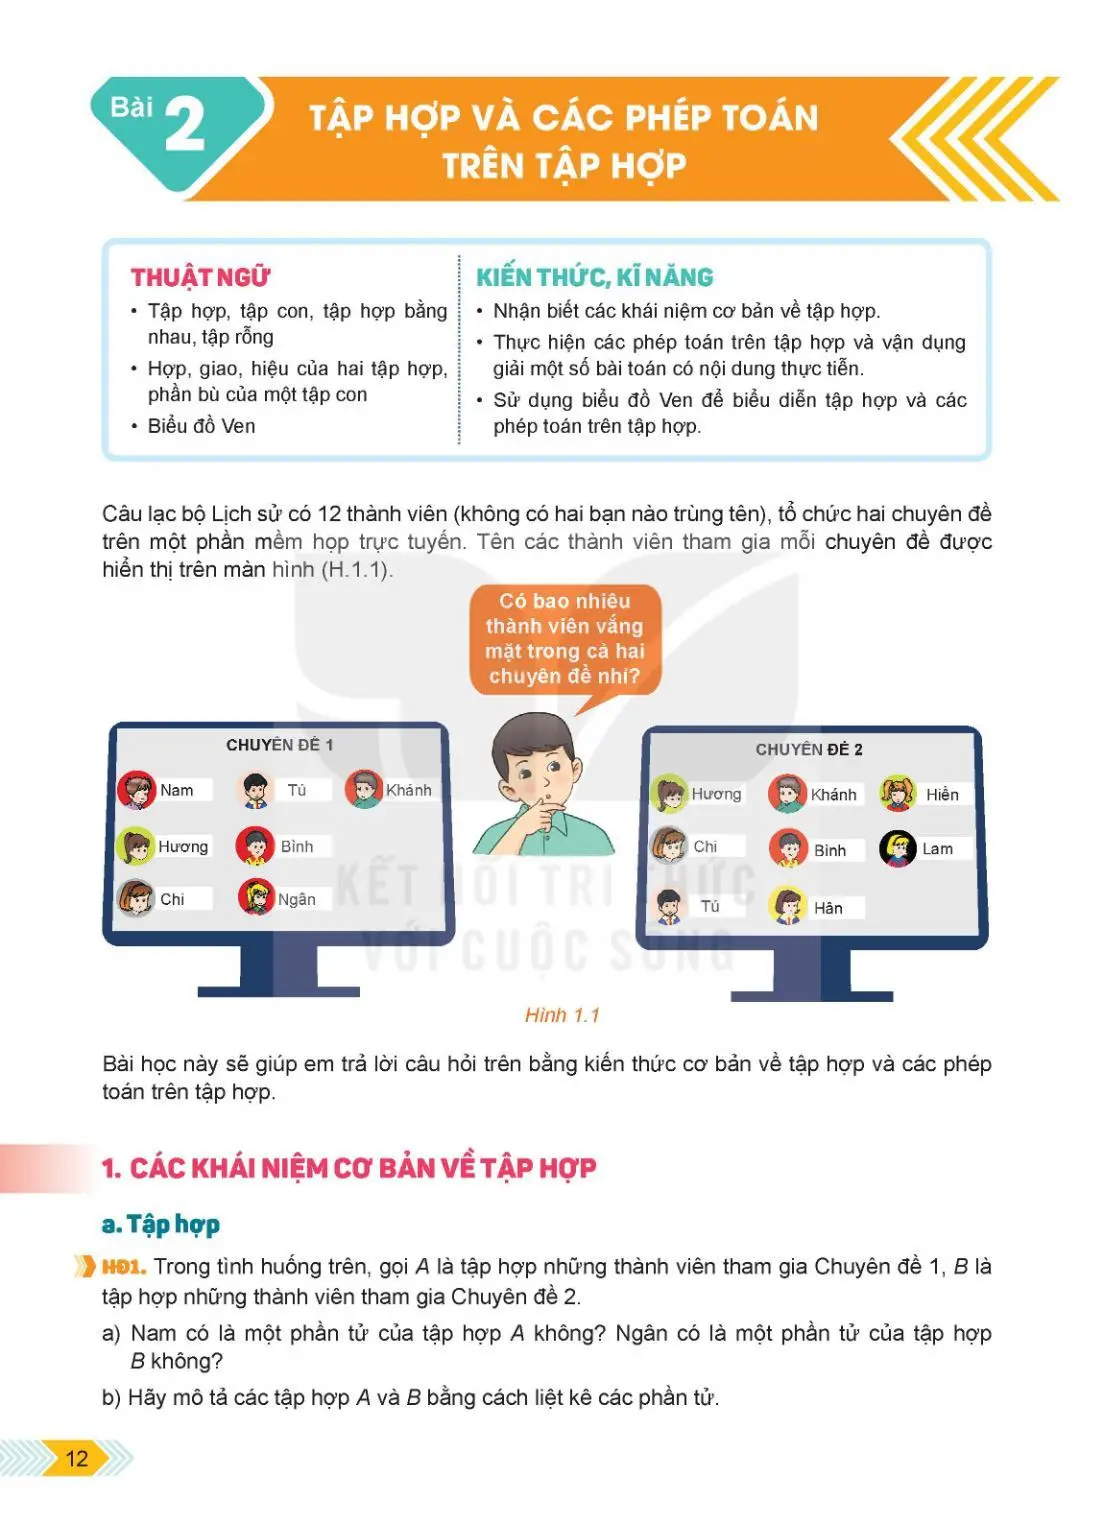 Bài 2
TẬP HỢP VÀ CÁC PHÉP TOÁN
TRÊN TẬP HỢP
THUẬT NGỮ
• Tập hợp, tập con, tập hợp bằng
nhau, tập rỗng
• Hợp, giao, hiệu của hai tập hợp,
phần bù của một tập con
• Biểu đồ Ven
KIẾN THỨC, KĨ NĂNG
• Nhận biết các khái niệm cơ bản về tập hợp.
• Thực hiện các phép toán trên tập hợp và vận dụng
giải một số bài toán có nội dung thực tiễn.
• Sử dụng biểu đồ Ven để biểu diễn tập hợp và các
phép toán trên tập hợp.
Câu lạc bộ Lịch sử có 12 thành viên (không có hai bạn nào trùng tên), tổ chức hai chuyên đề
trên một phần mềm họp trực tuyến. Tên các thành viên tham gia mỗi chuyên đề được
hiển thị trên màn hình (H.1.1).
Có bao nhiêu
thành viên vắng
mặt trong cả hai
chuyên đề nhỉ?
CHUYÊN ĐỀ 1
Nam Tú Khánh
Hương Bình
Chi Ngân
CHUYÊN ĐỀ 2
Hương Khánh Hiền
Chi Bình Lam
Tú Hân
KẾT NỐI TRI THỨC
VỚI CUỘC SỐNG
Hình 1.1
Bài học này sẽ giúp em trả lời câu hỏi trên bằng kiến thức cơ bản về tập hợp và các phép
toán trên tập hợp.
1. CÁC KHÁI NIỆM CƠ BẢN VỀ TẬP HỢP
a. Tập hợp
HĐ1. Trong tình huống trên, gọi A là tập hợp những thành viên tham gia Chuyên đề 1, B là
tập hợp những thành viên tham gia Chuyên đề 2.
a) Nam có là một phần tử của tập hợp A không? Ngân có là một phần tử của tập hợp
B không?
b) Hãy mô tả các tập hợp A và B bằng cách liệt kê các phần tử.
12